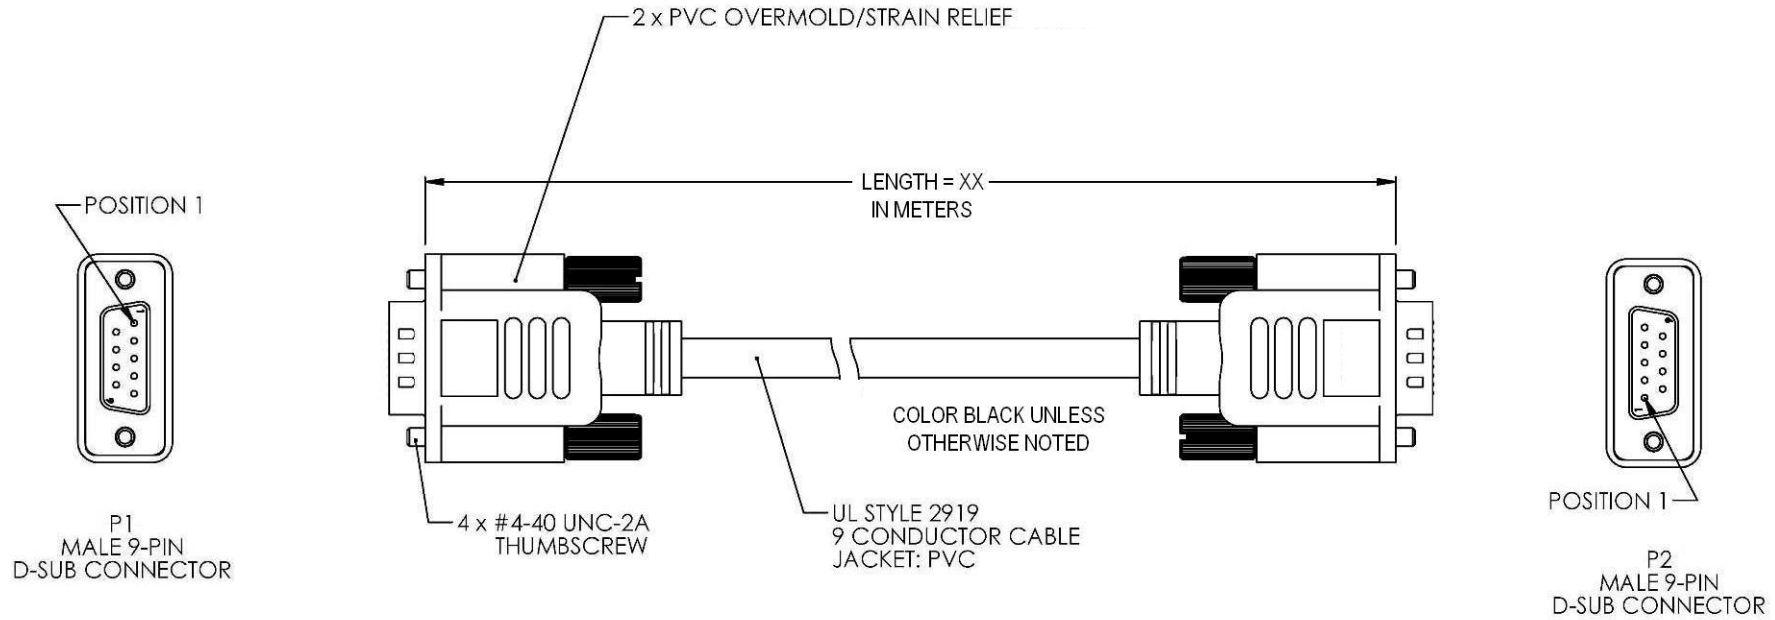 2 x PVC OVERMOLD/STRAIN RELIEF
LENGTH = XX
IN METERS
POSITION 1
COLOR BLACK UNLESS
OTHERWISE NOTED
4 x #4-40 UNC-2A
THUMBSCREW
UL STYLE 2919
9 CONDUCTOR CABLE
JACKET: PVC
P1
MALE 9-PIN
D-SUB CONNECTOR
POSITION 1
P2
MALE 9-PIN
D-SUB CONNECTOR